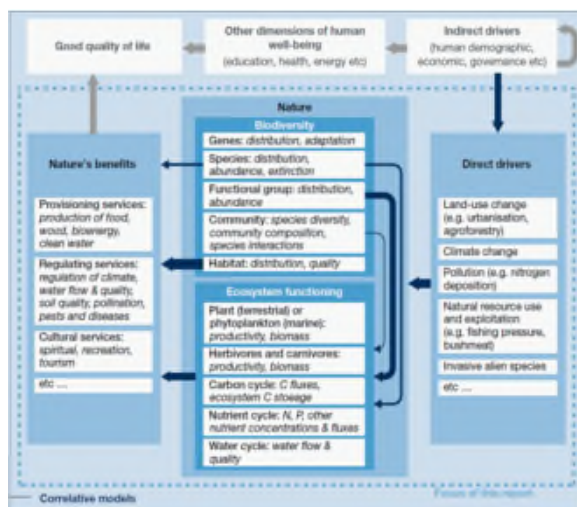 Good quality of life
Other dimensions of human
well-being
(education, health, energy etc)
Indirect drivers
(human demographic,
economic, governance etc)
Nature
Biodiversity
Genes: distribution, adaptation
Species: distribution,
abundance, extinction
Functional group: distribution,
abundance
Community: species diversity,
community composition,
species interactions
Habitat: distribution, quality
Ecosystem functioning
Plant (terrestrial) or
phytoplankton (marine):
productivity, biomass
Herbivores and carnivores:
productivity, biomass
Carbon cycle: C fluxes,
ecosystem C storage
Nutrient cycle: N, P, other
nutrient concentrations & fluxes
Water cycle: water flow &
quality
Nature's benefits
Provisioning services:
production of food,
wood, bioenergy,
clean water
Regulating services:
regulation of climate,
water flow & quality,
soil quality, pollination,
pests and diseases
Cultural services:
spiritual, recreation,
tourism
etc ...
Direct drivers
Land-use change
(e.g. urbanisation,
agroforestry)
Climate change
Pollution (e.g. nitrogen
deposition)
Natural resource use
and exploitation
(e.g. fishing pressure,
bushmeat)
Invasive alien species
etc ...
Focus of this report
Correlative models